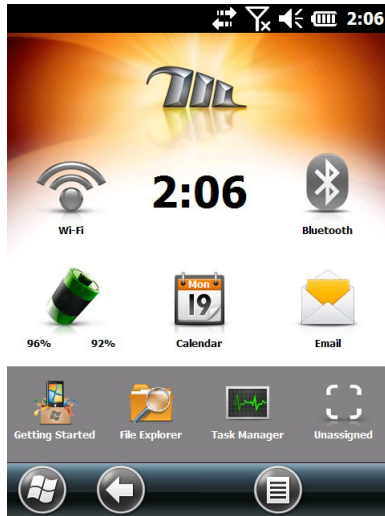 2:06
2:06
Wi-Fi
Bluetooth
Mon
19
96% 92%
Calendar
Email
Getting Started
File Explorer
Task Manager
Unassigned